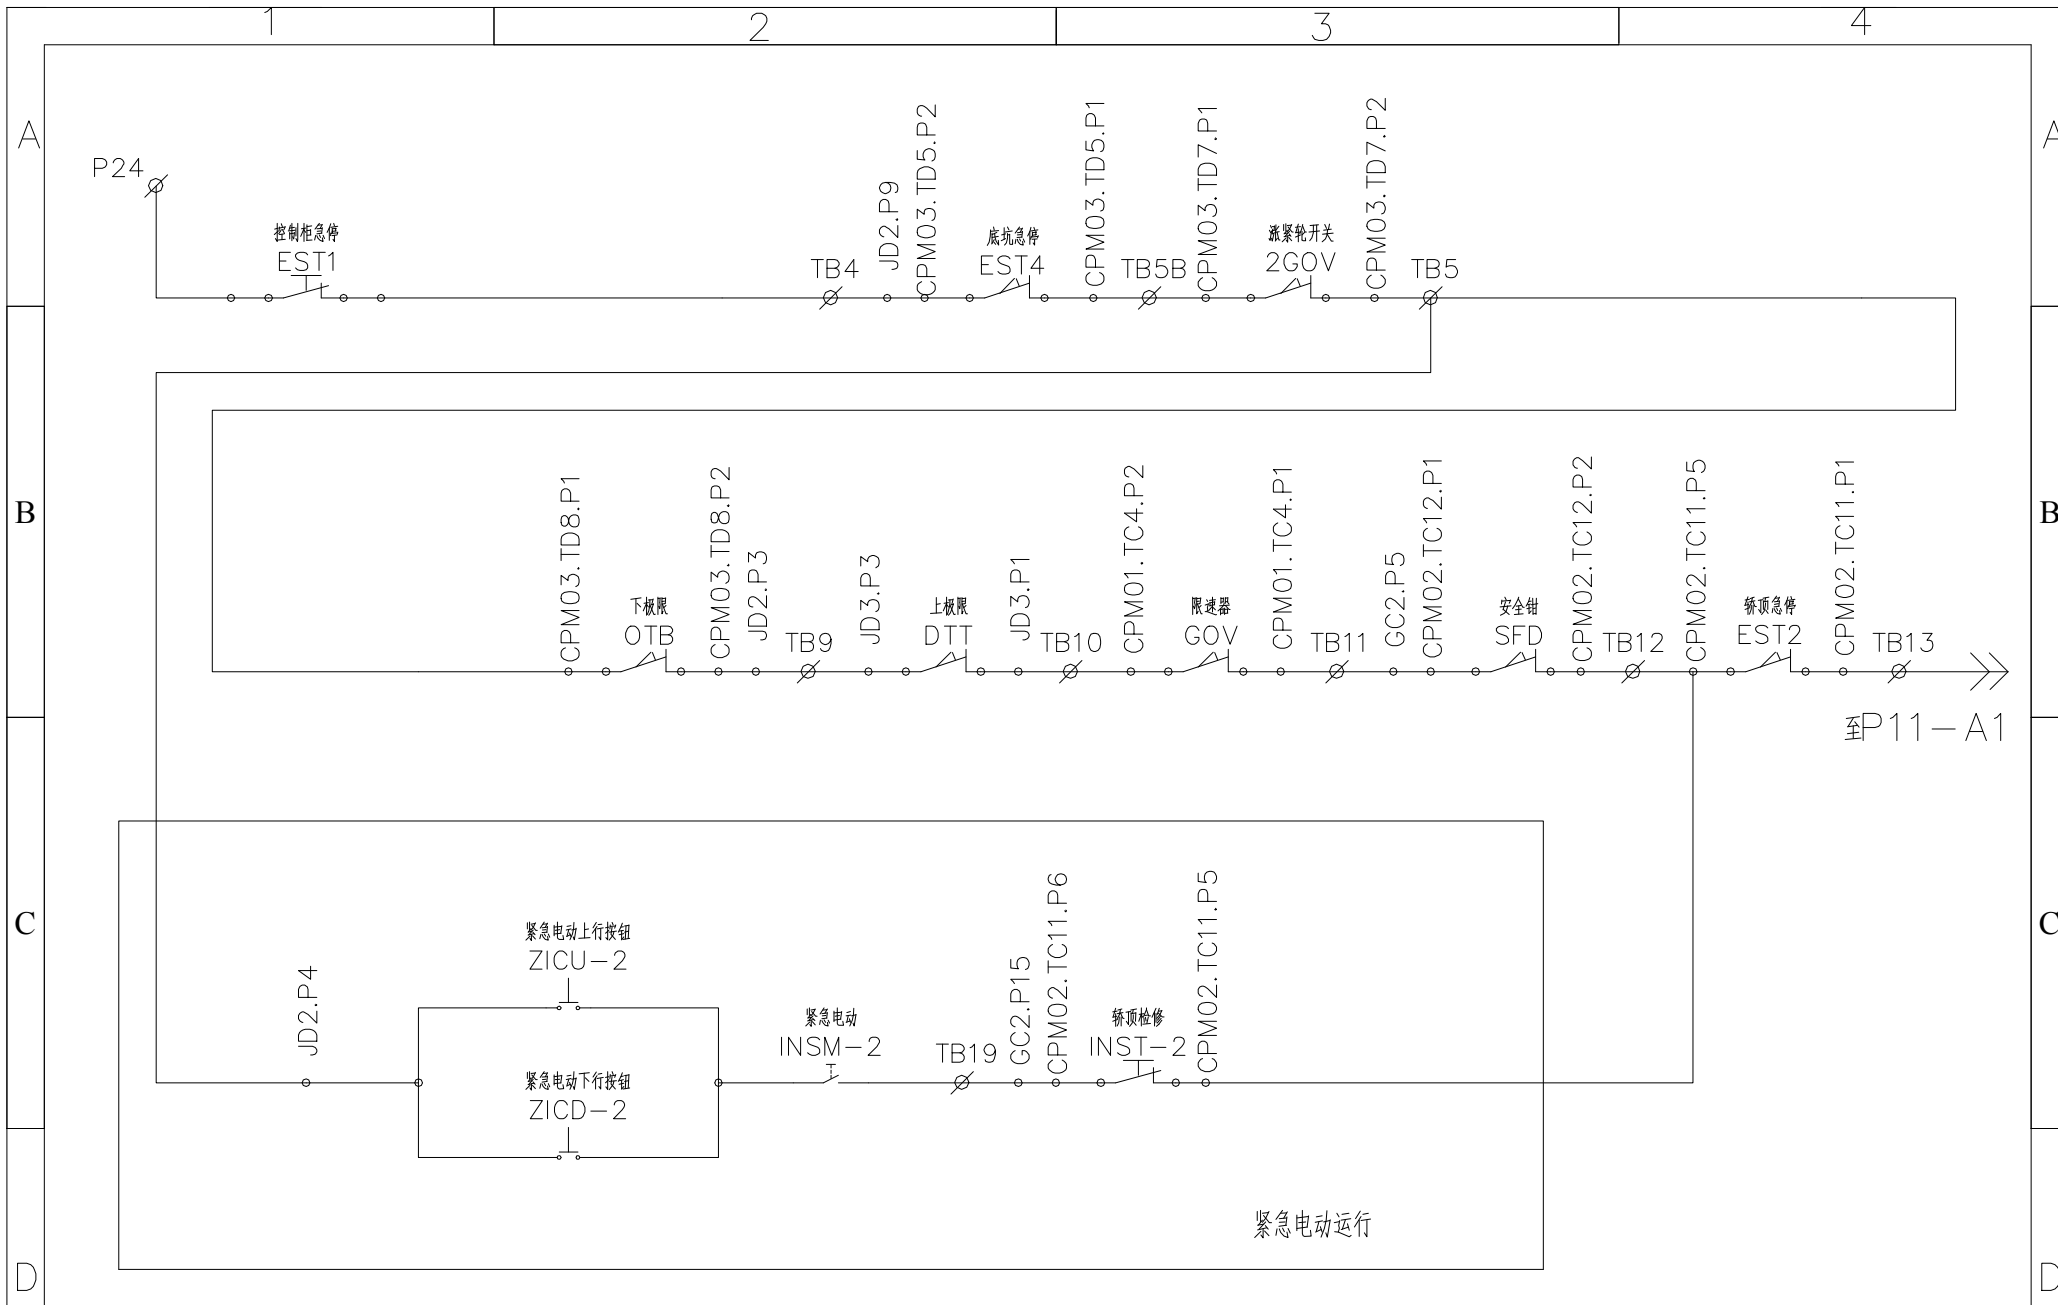 1
2
3
4
A
A
P24
控制柜急停
EST1
TB4
JD2.P9
CPM03.TD5.P2
底坑急停
EST4
CPM03.TD5.P1
TB5B
CPM03.TD7.P1
涨紧轮开关
2GOV
CPM03.TD7.P2
TB5
B
B
CPM03.TD8.P1
下极限
OTB
CPM03.TD8.P2
JD2.P3
TB9
JD3.P3
上极限
DTT
JD3.P1
TB10
CPM01.TC4.P2
限速器
GOV
CPM01.TC4.P1
TB11
GC2.P5
CPM02.TC12.P1
安全钳
SFD
CPM02.TC12.P2
TB12
CPM02.TC11.P5
轿顶急停
EST2
CPM02.TC11.P1
TB13
至P11-A1
C
C
JD2.P4
紧急电动上行按钮
ZICU-2
紧急电动下行按钮
ZICD-2
紧急电动
INSM-2
TB19
GC2.P15
CPM02.TC11.P6
轿顶检修
INST-2
CPM02.TC11.P5
紧急电动运行
D
D